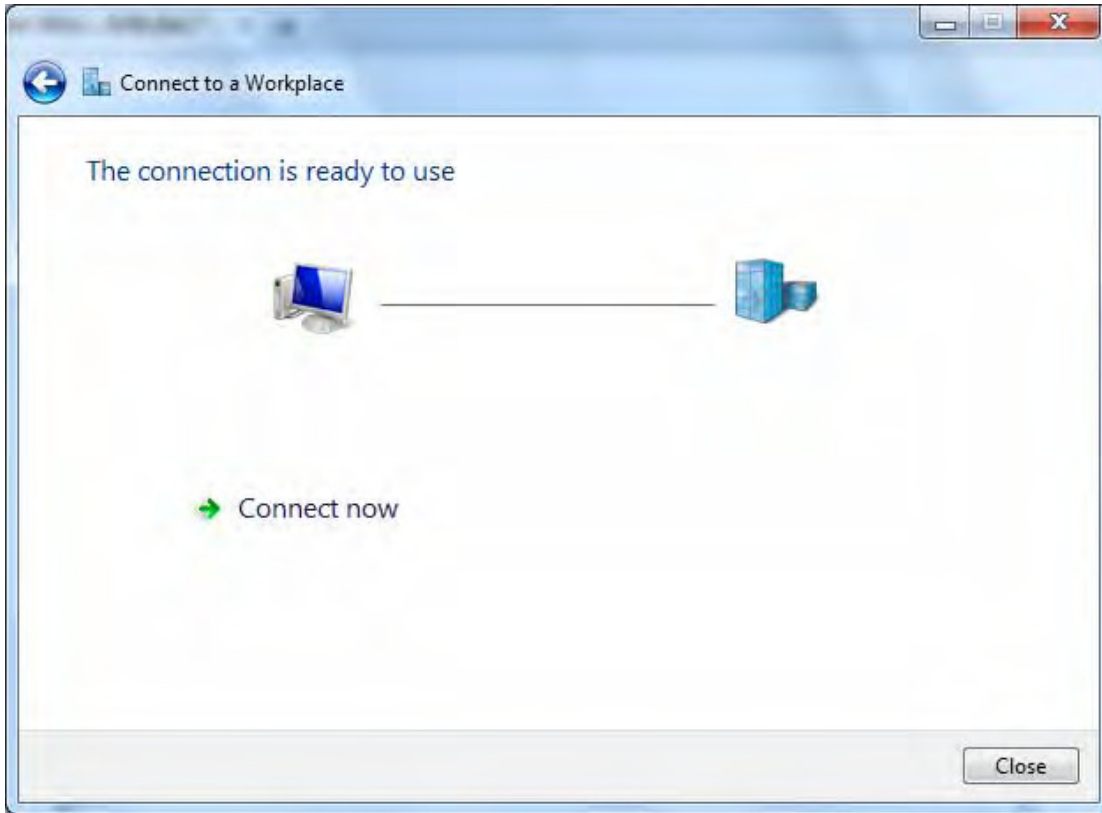 Connect to a Workplace
The connection is ready to use
Connect now
Close